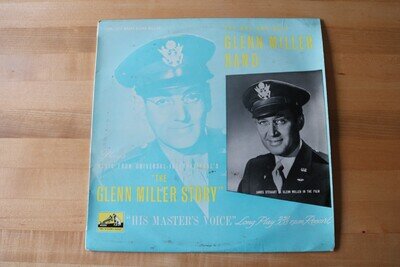 GLENN MILLER
BAND
MUSIC FROM UNIVERSAL-INTERNATIONAL'S
"THE
GLENN MILLER STORY"
JAMES STEWART AS GLENN MILLER IN THE FILM
"HIS MASTER'S VOICE" Long Play 33⅓ rpm Record